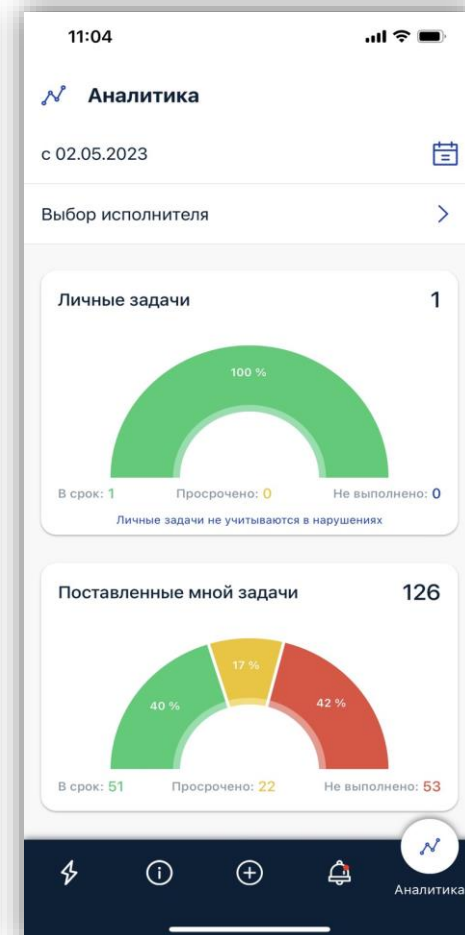 11:04
Аналитика
с 02.05.2023
Выбор исполнителя
Личные задачи 1
100 %
В срок: 1 Просрочено: 0 Не выполнено: 0
Личные задачи не учитываются в нарушениях
Поставленные мной задачи 126
17 %
40 % 42 %
В срок: 51 Просрочено: 22 Не выполнено: 53
Аналитика